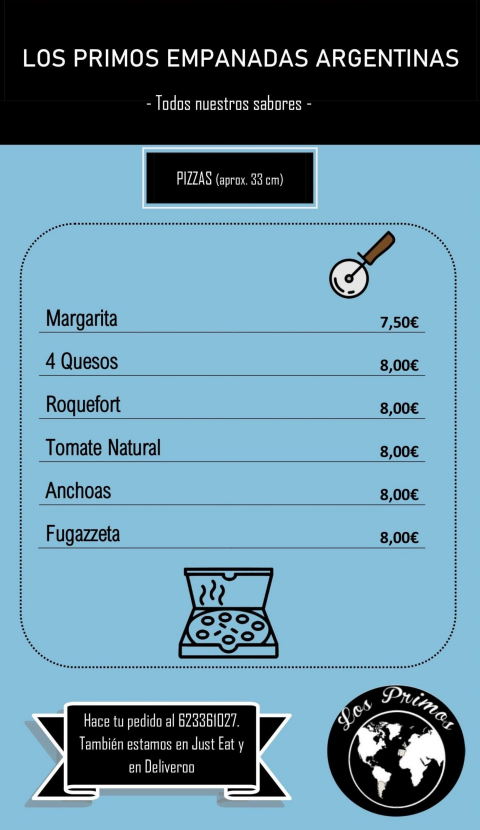 LOS PRIMOS EMPANADAS ARGENTINAS
- Todos nuestros sabores -
PIZZAS (aprox. 33 cm)
Margarita 7,50€
4 Quesos 8,00€
Roquefort 8,00€
Tomate Natural 8,00€
Anchoas 8,00€
Fugazzeta 8,00€
Hace tu pedido al 623361027.
También estamos en Just Eat y
en Deliveroo
Los Primos